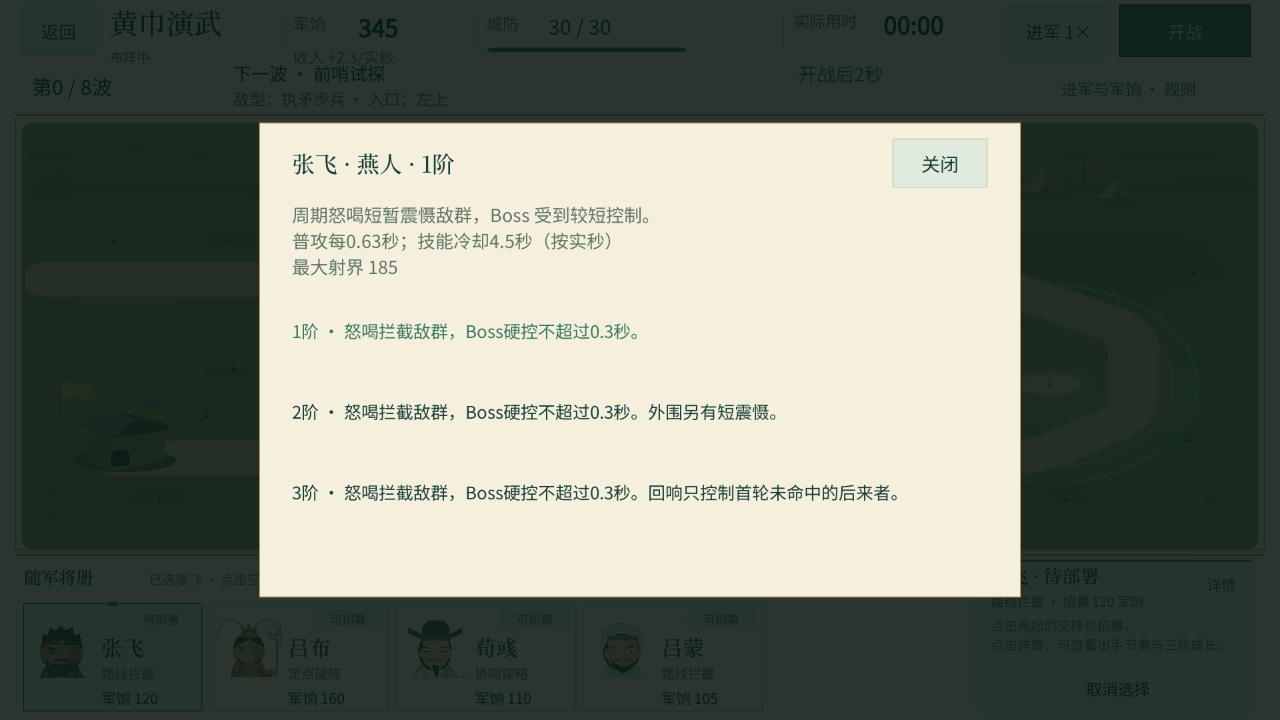 返回
黄巾演武
布阵中
军饷
345
收入 +2.3/实秒
城防
30 / 30
实际用时
00:00
进军 1×
开战
第0 / 8波
下一波 · 前哨试探
敌型：执矛步兵 · 入口：左上
开战后2秒
进军与军饷 · 规则
张飞 · 燕人 · 1阶
关闭
周期怒喝短暂震慑敌群，Boss 受到较短控制。
普攻每0.63秒；技能冷却4.5秒（按实秒）
最大射界 185
1阶 · 怒喝拦截敌群，Boss硬控不超过0.3秒。
2阶 · 怒喝拦截敌群，Boss硬控不超过0.3秒。外围另有短震慑。
3阶 · 怒喝拦截敌群，Boss硬控不超过0.3秒。回响只控制首轮未命中的后来者。
随军将册
已选张飞 · 点击空
待部署
张飞
路线拦截
军饷 120
可招募
吕布
定点破阵
军饷 160
可招募
荀彧
协同谋略
军饷 110
可招募
吕蒙
路线拦截
军饷 105
飞 · 待部署
详情
路线拦截 · 招募 120 军饷
点击亮起的空阵位招募。
点击详情，可查看出手节奏与三阶成长。
取消选择